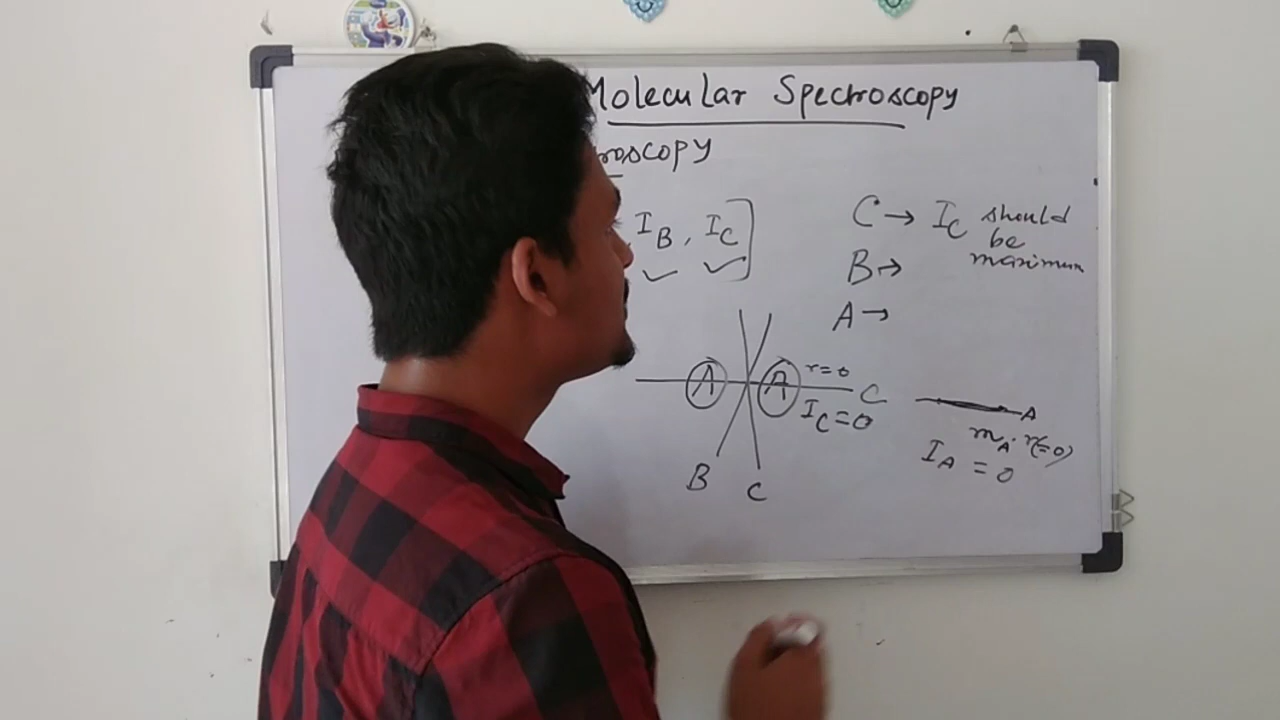 Molecular Spectroscopy
roscopy
I_B, I_C]
C → I_C should be maximum
B →
A →
A A r=0
C
I_C=0
A
m_A · r(=0)
I_A = 0
B C